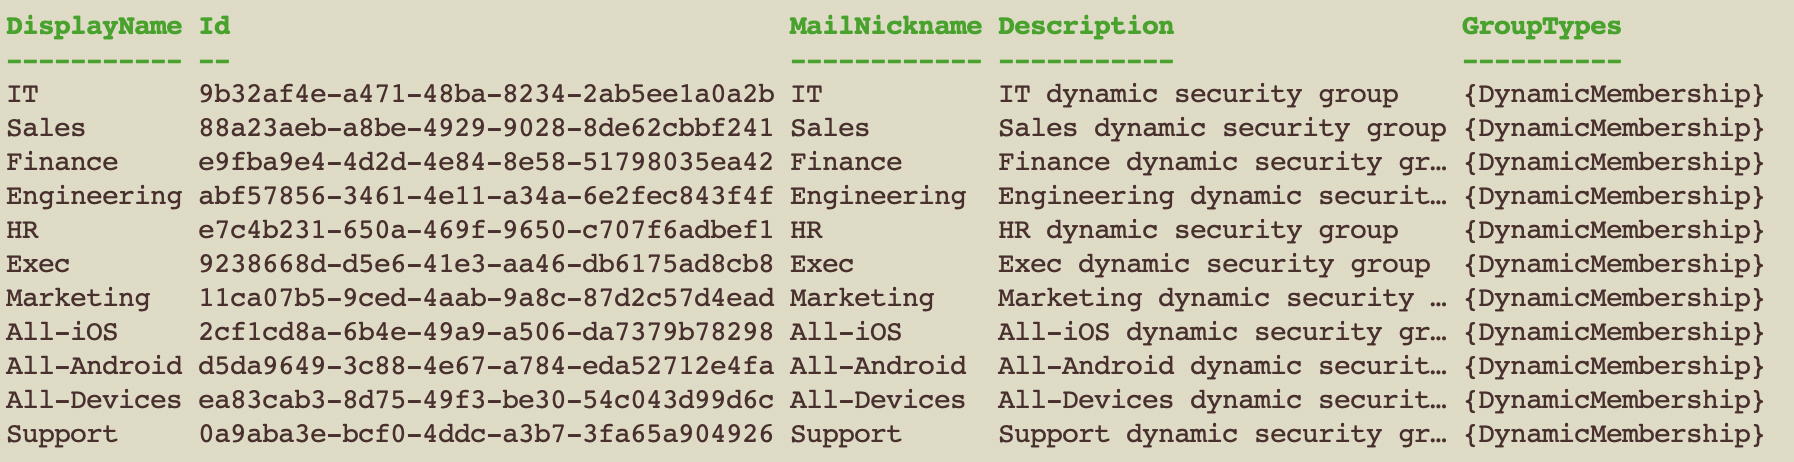 DisplayName Id                                   MailNickname Description                  GroupTypes
----------- --                                   ------------ -----------                  ----------
IT          9b32af4e-a471-48ba-8234-2ab5ee1a0a2b IT           IT dynamic security group    {DynamicMembership}
Sales       88a23aeb-a8be-4929-9028-8de62cbbf241 Sales        Sales dynamic security group {DynamicMembership}
Finance     e9fba9e4-4d2d-4e84-8e58-51798035ea42 Finance      Finance dynamic security gr… {DynamicMembership}
Engineering abf57856-3461-4e11-a34a-6e2fec843f4f Engineering  Engineering dynamic securit… {DynamicMembership}
HR          e7c4b231-650a-469f-9650-c707f6adbef1 HR           HR dynamic security group    {DynamicMembership}
Exec        9238668d-d5e6-41e3-aa46-db6175ad8cb8 Exec         Exec dynamic security group  {DynamicMembership}
Marketing   11ca07b5-9ced-4aab-9a8c-87d2c57d4ead Marketing    Marketing dynamic security … {DynamicMembership}
All-iOS     2cf1cd8a-6b4e-49a9-a506-da7379b78298 All-iOS      All-iOS dynamic security gr… {DynamicMembership}
All-Android d5da9649-3c88-4e67-a784-eda52712e4fa All-Android  All-Android dynamic securit… {DynamicMembership}
All-Devices ea83cab3-8d75-49f3-be30-54c043d99d6c All-Devices  All-Devices dynamic securit… {DynamicMembership}
Support     0a9aba3e-bcf0-4ddc-a3b7-3fa65a904926 Support      Support dynamic security gr… {DynamicMembership}